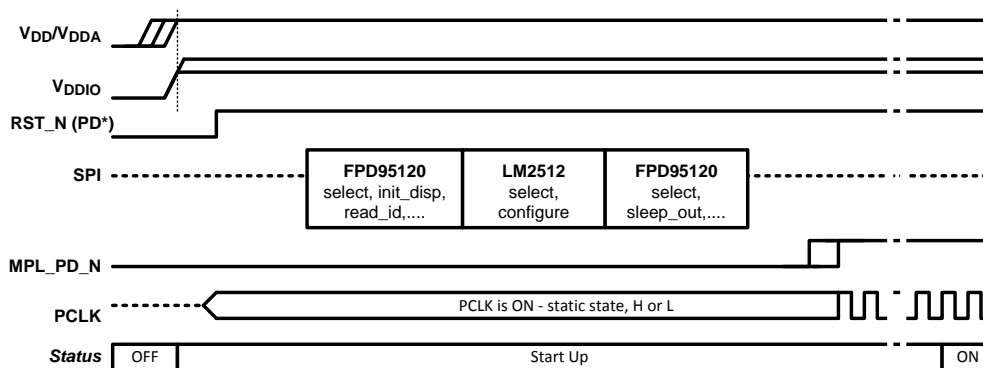 VDD/VDDA
VDDIO
RST_N (PD*)
SPI
FPD95120
select, init_disp,
read_id,....
LM2512
select,
configure
FPD95120
select,
sleep_out,....
MPL_PD_N
PCLK
PCLK is ON - static state, H or L
Status
OFF
Start Up
ON